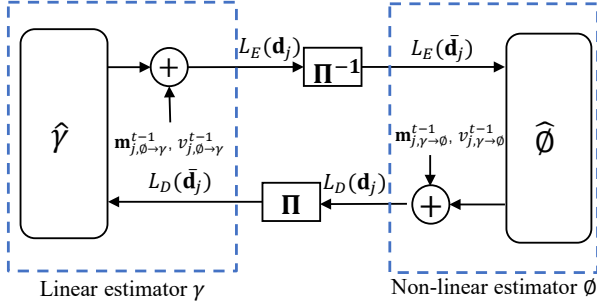 L_E(𝐝_j)
L_E(𝐝̄_j)
𝚷⁻¹
γ̂
+
𝐦^{t−1}_{j,∅→γ}, v^{t−1}_{j,∅→γ}
𝐦^{t−1}_{j,γ→∅}, v^{t−1}_{j,γ→∅}
∅̂
L_D(𝐝̄_j)
L_D(𝐝_j)
𝚷
+
Linear estimator γ
Non-linear estimator ∅